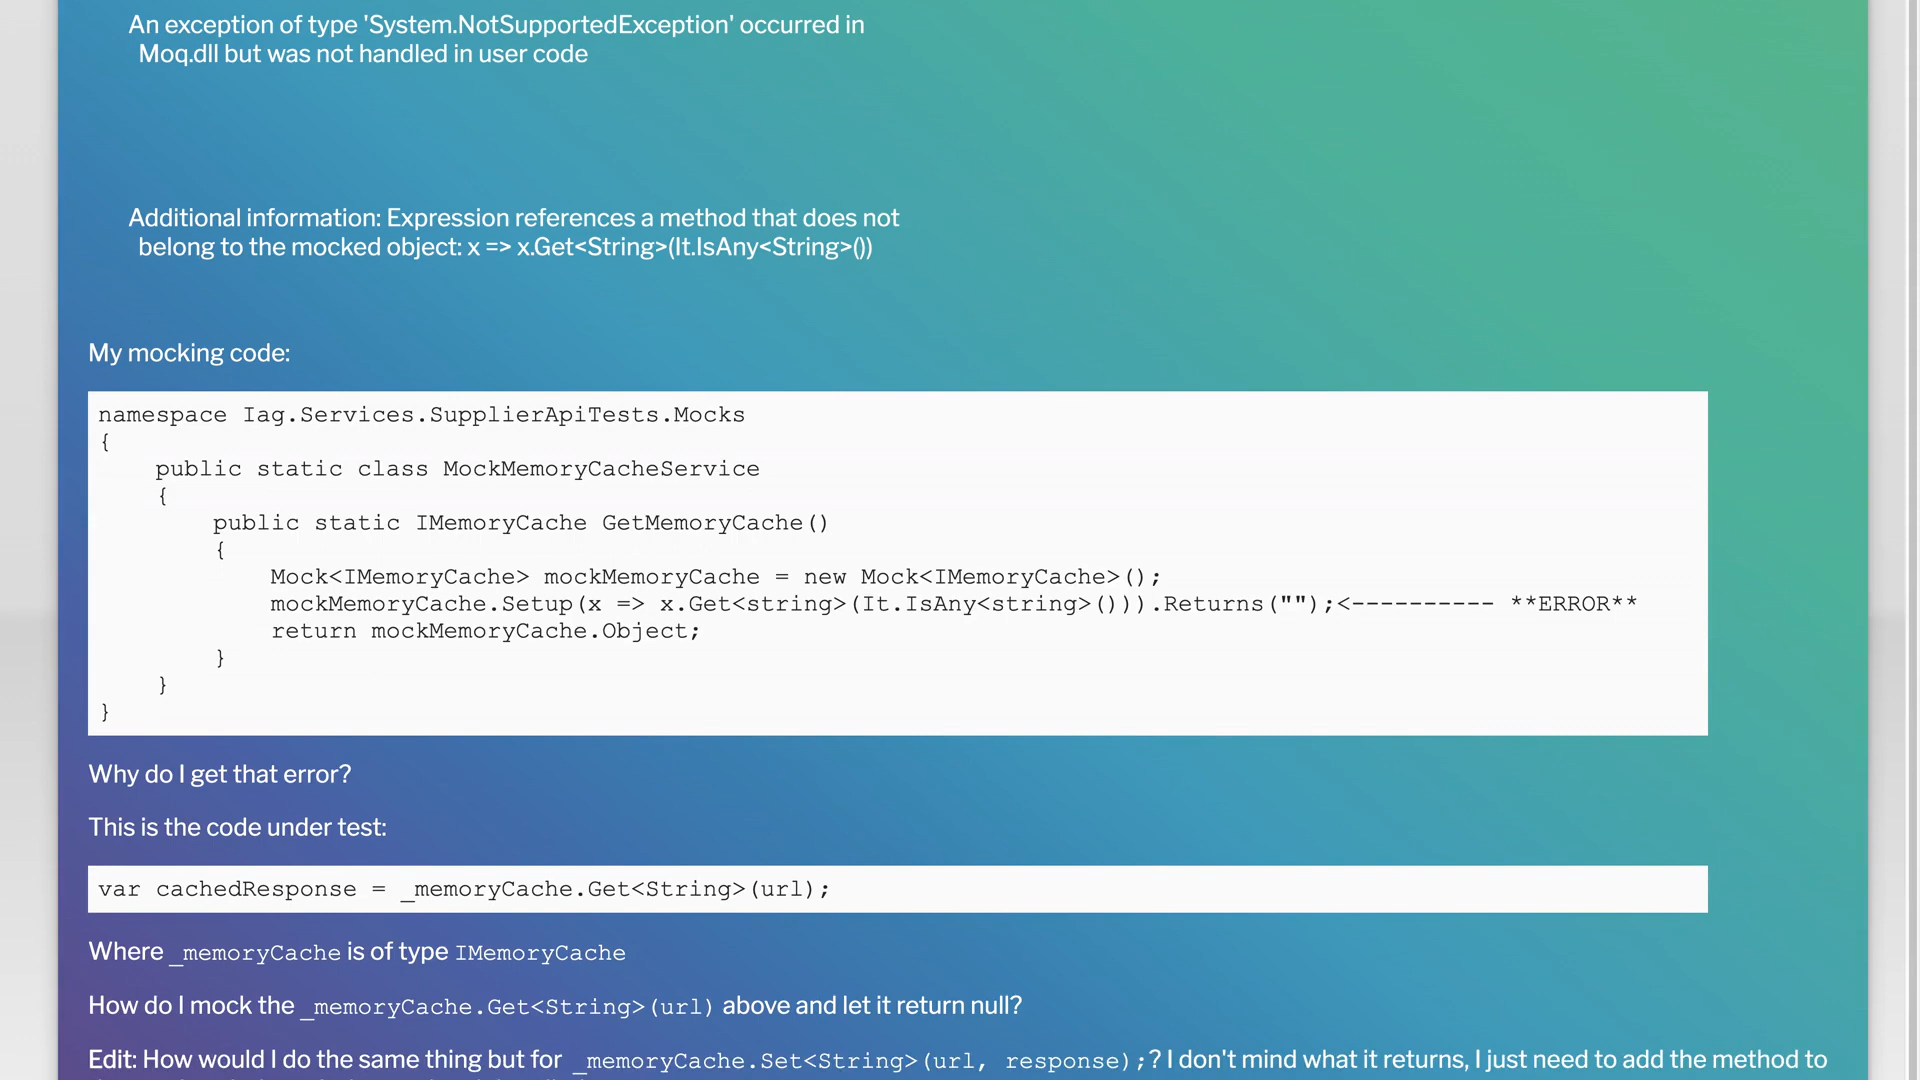 An exception of type 'System.NotSupportedException' occurred in
Moq.dll but was not handled in user code
Additional information: Expression references a method that does not
belong to the mocked object: x => x.Get<String>(It.IsAny<String>())
My mocking code:
namespace Iag.Services.SupplierApiTests.Mocks
{
    public static class MockMemoryCacheService
    {
        public static IMemoryCache GetMemoryCache()
        {
            Mock<IMemoryCache> mockMemoryCache = new Mock<IMemoryCache>();
            mockMemoryCache.Setup(x => x.Get<string>(It.IsAny<string>())).Returns("");<---------- **ERROR**
            return mockMemoryCache.Object;
        }
    }
}
Why do I get that error?
This is the code under test:
var cachedResponse = _memoryCache.Get<String>(url);
Where _memoryCache is of type IMemoryCache
How do I mock the _memoryCache.Get<String>(url) above and let it return null?
Edit: How would I do the same thing but for _memoryCache.Set<String>(url, response);? I don't mind what it returns, I just need to add the method to